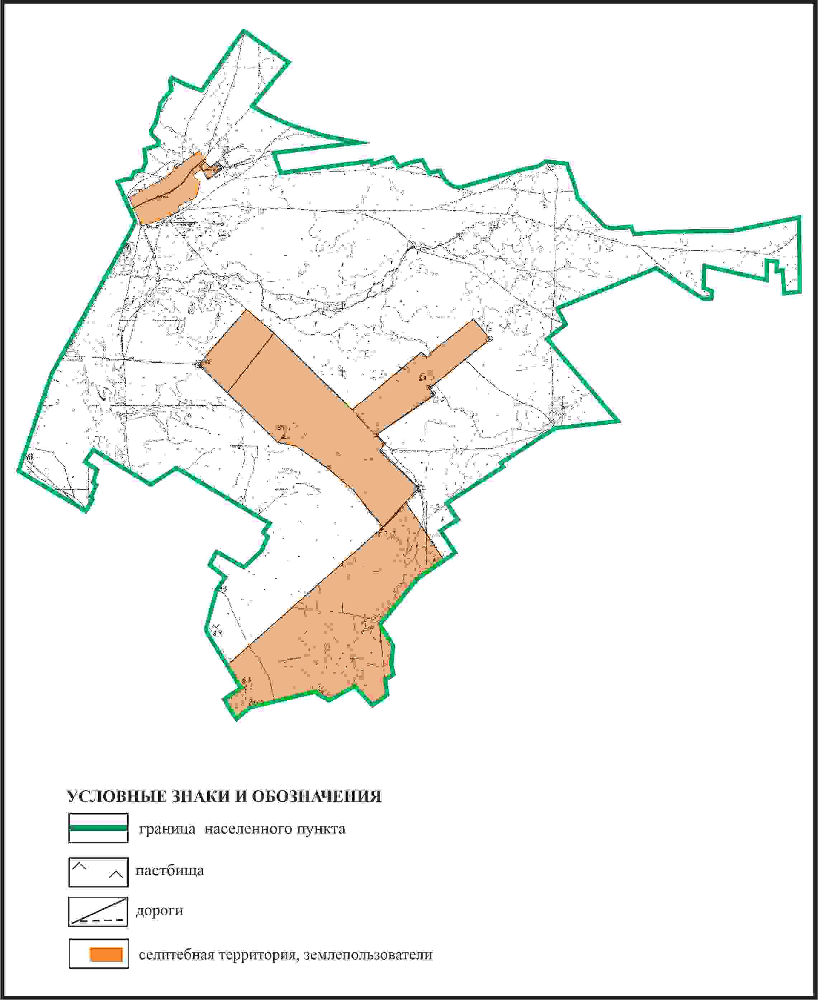 УСЛОВНЫЕ ЗНАКИ И ОБОЗНАЧЕНИЯ
граница населенного пункта
пастбища
дороги
селитебная территория, землепользователи